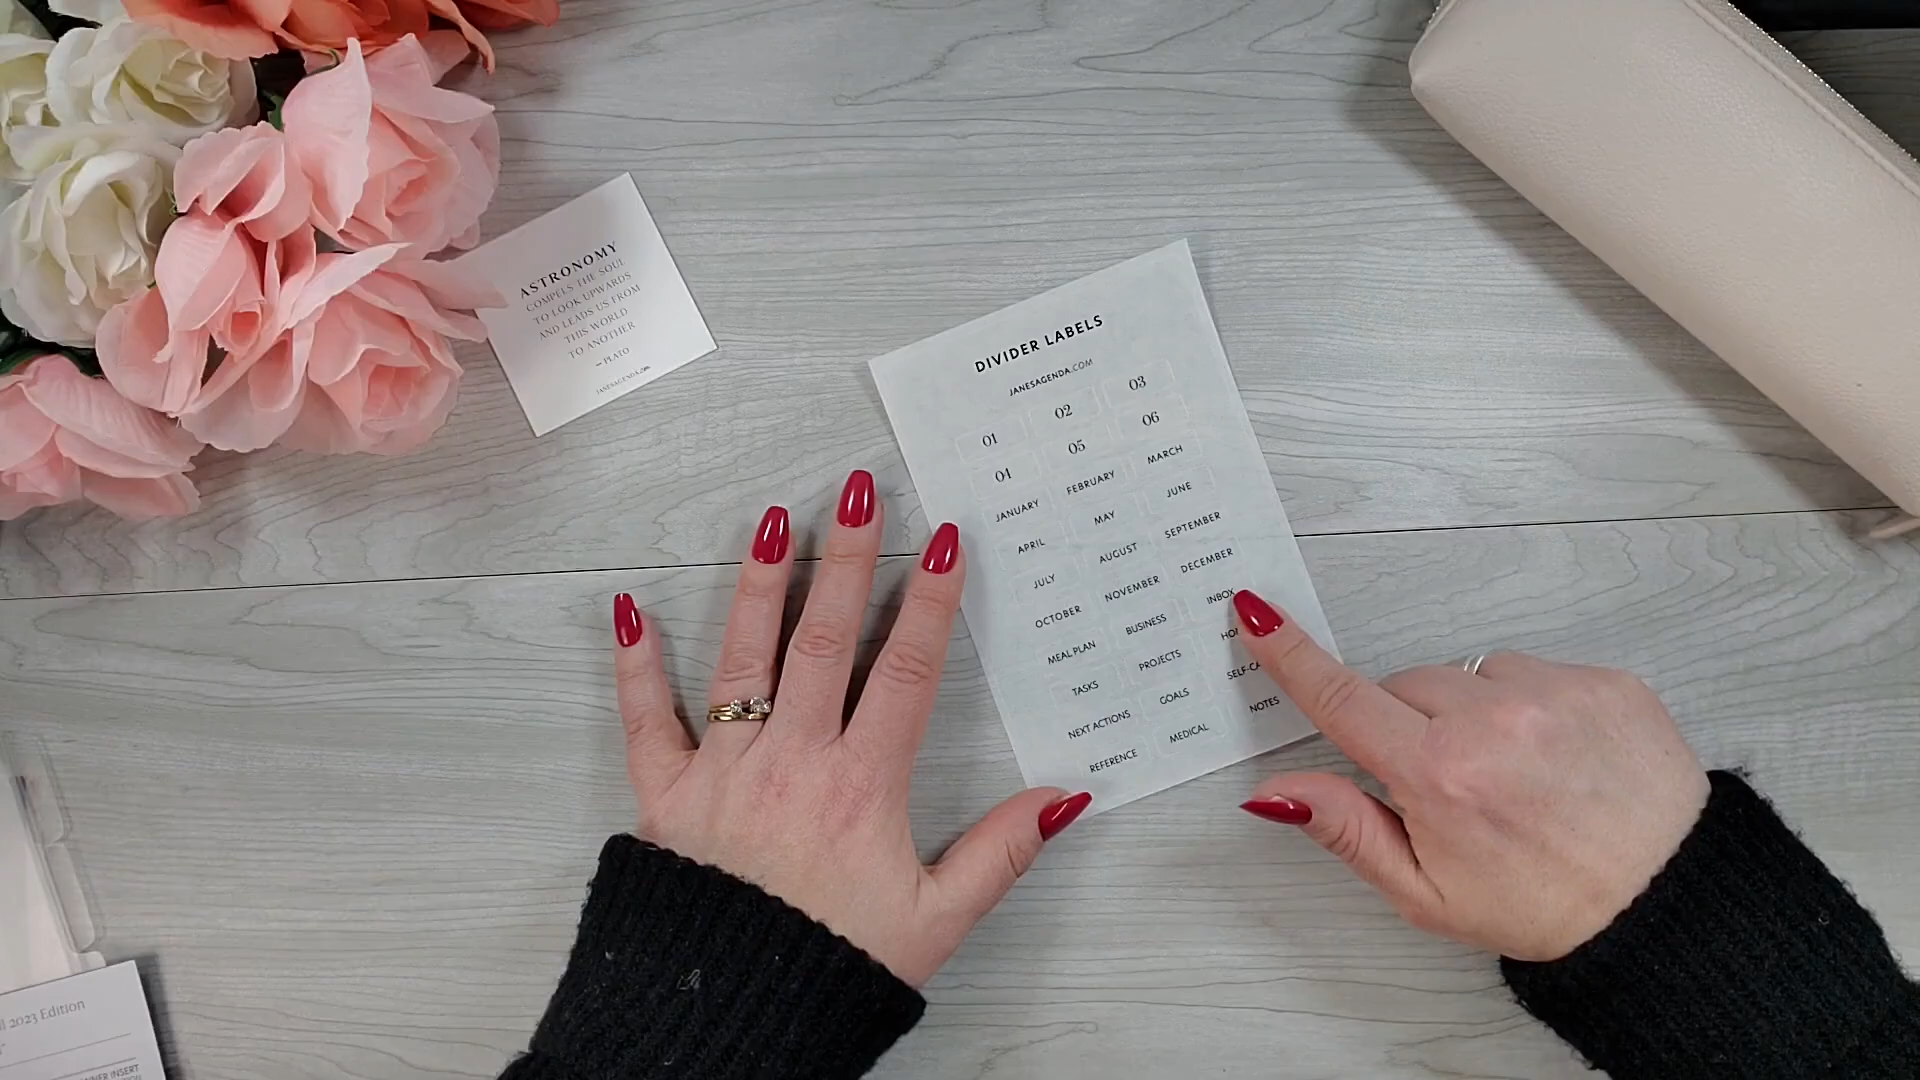 ASTRONOMY
COMPELS THE SOUL
TO LOOK UPWARDS
AND LEADS US FROM
THIS WORLD
TO ANOTHER
— PLATO
JANESAGENDA.com
DIVIDER LABELS
JANESAGENDA.COM
01 02 03
04 05 06
JANUARY FEBRUARY MARCH
APRIL MAY JUNE
JULY AUGUST SEPTEMBER
OCTOBER NOVEMBER DECEMBER
MEAL PLAN BUSINESS INBOX
TASKS PROJECTS
NEXT ACTIONS GOALS
REFERENCE MEDICAL NOTES
2023 Edition
INSERT